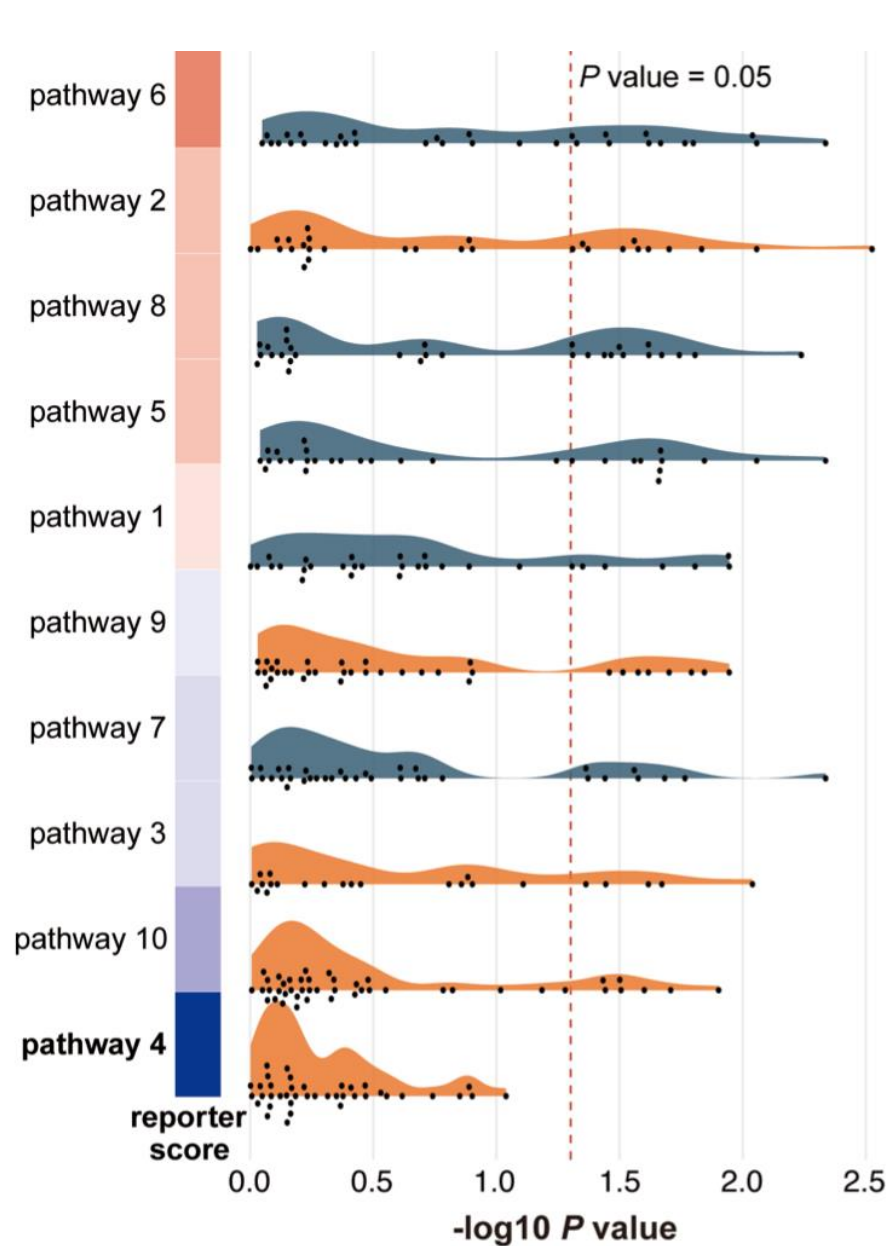 P value = 0.05
pathway 6
pathway 2
pathway 8
pathway 5
pathway 1
pathway 9
pathway 7
pathway 3
pathway 10
pathway 4
reporter
score
0.0 0.5 1.0 1.5 2.0 2.5
-log10 P value